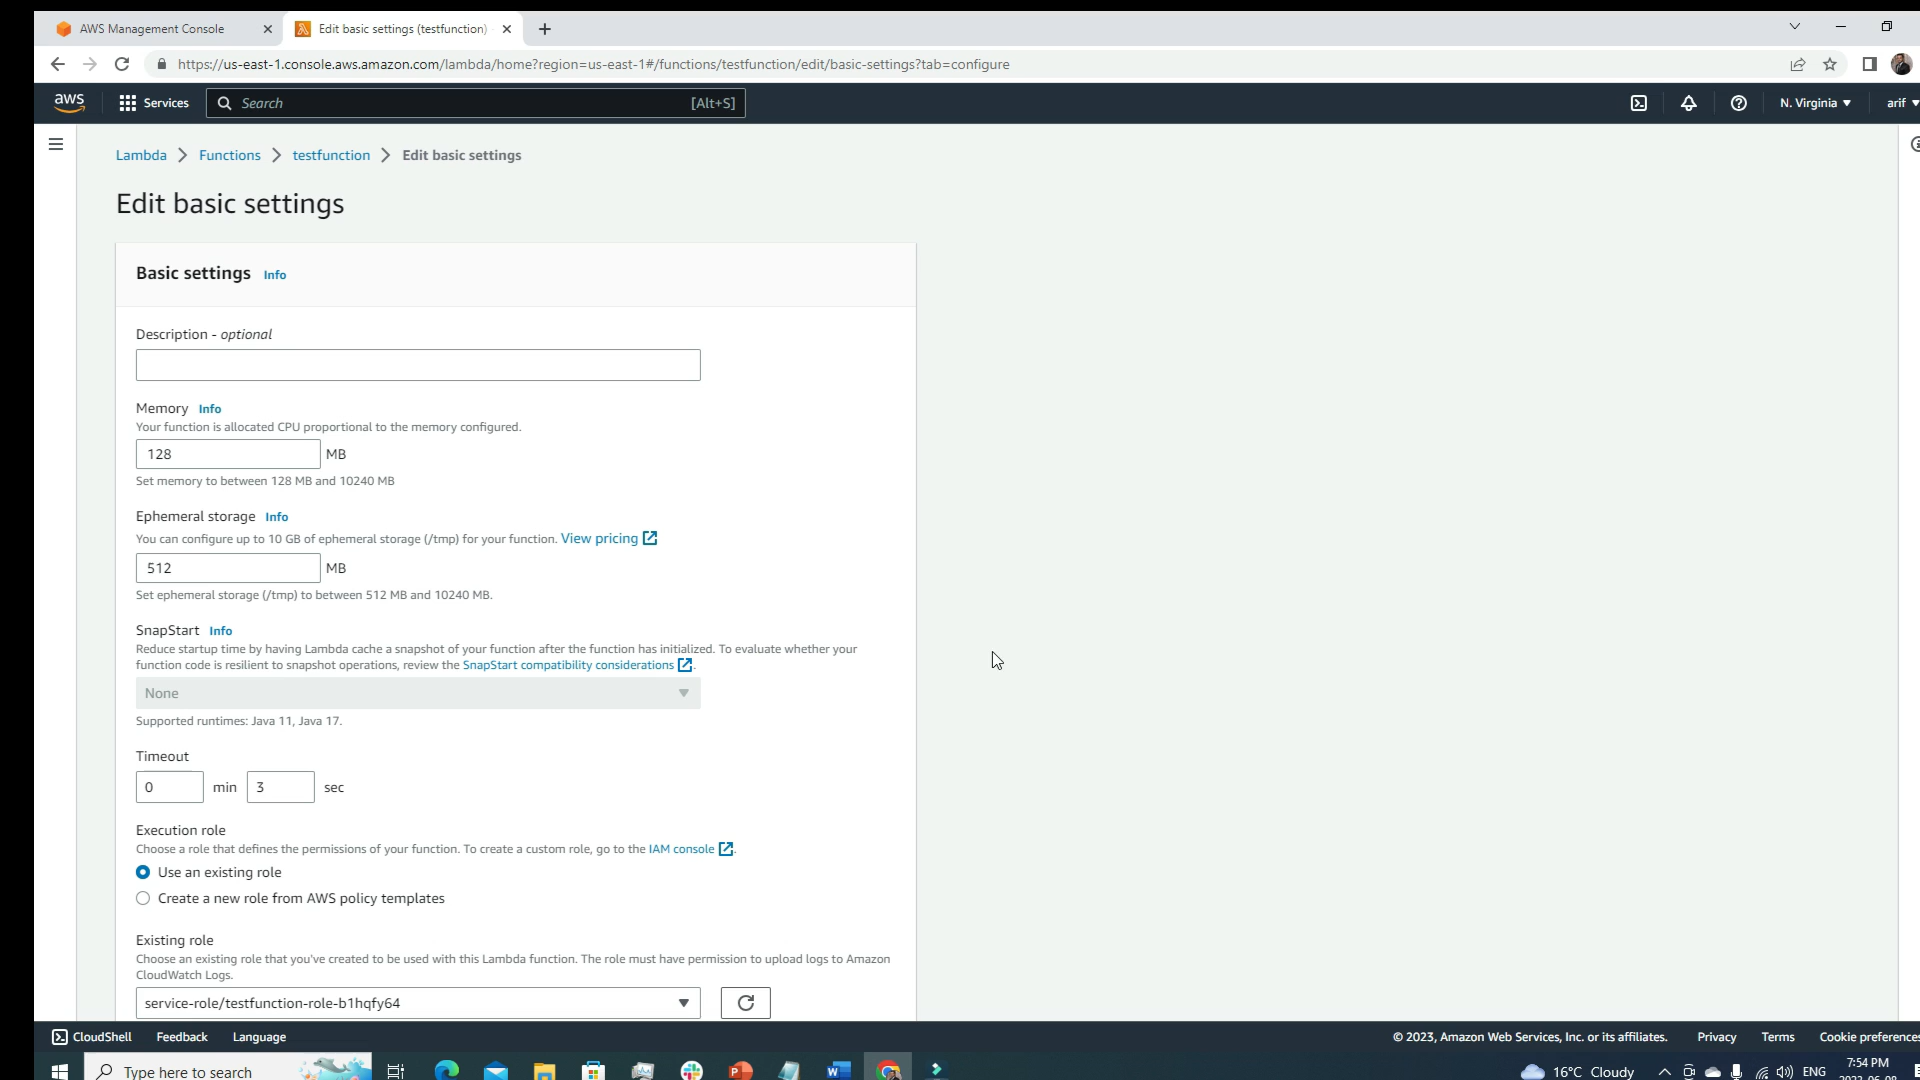 AWS Management Console
Edit basic settings (testfunction)
https://us-east-1.console.aws.amazon.com/lambda/home?region=us-east-1#/functions/testfunction/edit/basic-settings?tab=configure
aws
Services
Search
[Alt+S]
N. Virginia
arif
Lambda > Functions > testfunction > Edit basic settings
Edit basic settings
Basic settings Info
Description - optional
Memory Info
Your function is allocated CPU proportional to the memory configured.
128 MB
Set memory to between 128 MB and 10240 MB
Ephemeral storage Info
You can configure up to 10 GB of ephemeral storage (/tmp) for your function. View pricing
512 MB
Set ephemeral storage (/tmp) to between 512 MB and 10240 MB.
SnapStart Info
Reduce startup time by having Lambda cache a snapshot of your function after the function has initialized. To evaluate whether your
function code is resilient to snapshot operations, review the SnapStart compatibility considerations.
None
Supported runtimes: Java 11, Java 17.
Timeout
0 min 3 sec
Execution role
Choose a role that defines the permissions of your function. To create a custom role, go to the IAM console.
Use an existing role
Create a new role from AWS policy templates
Existing role
Choose an existing role that you've created to be used with this Lambda function. The role must have permission to upload logs to Amazon
CloudWatch Logs.
service-role/testfunction-role-b1hqfy64
CloudShell Feedback Language
© 2023, Amazon Web Services, Inc. or its affiliates. Privacy Terms Cookie preferences
Type here to search
16°C Cloudy
ENG
7:54 PM